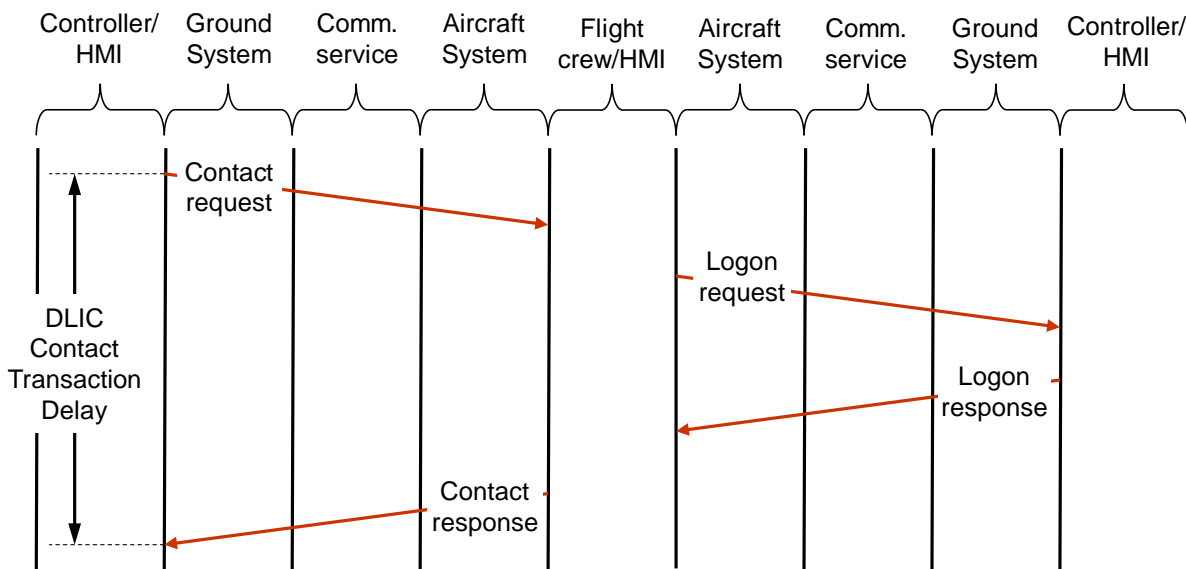 Controller/
HMI
Ground
System
Comm.
service
Aircraft
System
Flight
crew/HMI
Aircraft
System
Comm.
service
Ground
System
Controller/
HMI
Contact
request
Logon
request
DLIC
Contact
Transaction
Delay
Logon
response
Contact
response